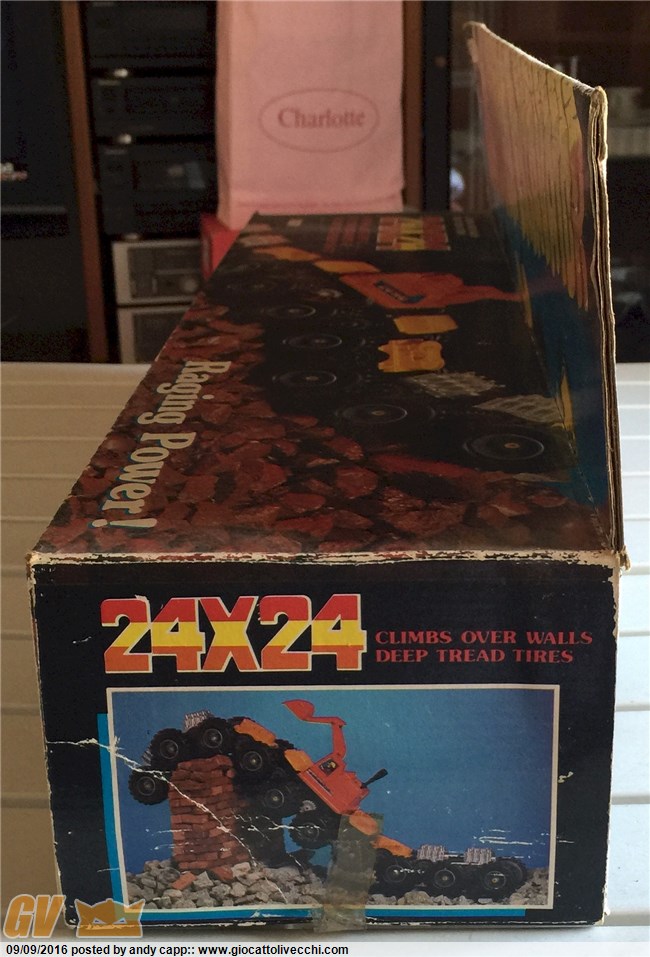 Charlotte
24X24
Raging Power!
24X24
CLIMBS OVER WALLS
DEEP TREAD TIRES
GV
09/09/2016 posted by andy capp:: www.giocattolivecchi.com